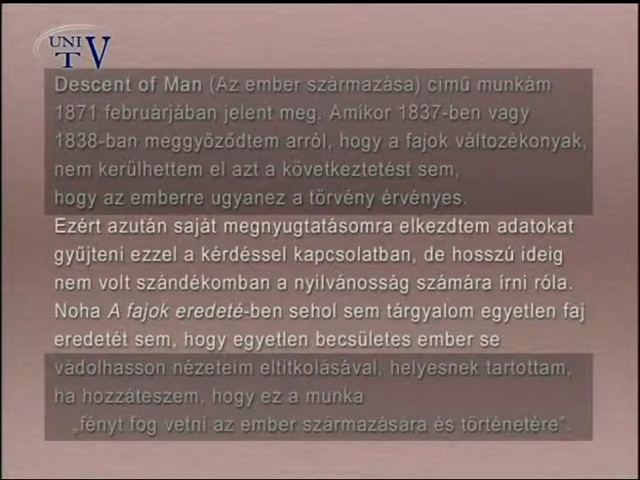 UNI
TV
Descent of Man (Az ember származása) című munkám
1871 februárjában jelent meg. Amikor 1837-ben vagy
1838-ban meggyőződtem arról, hogy a fajok változékonyak,
nem kerülhettem el azt a következtetést sem,
hogy az emberre ugyanez a törvény érvényes.
Ezért azután saját megnyugtatásomra elkezdtem adatokat
gyűjteni ezzel a kérdéssel kapcsolatban, de hosszú ideig
nem volt szándékomban a nyilvánosság számára írni róla.
Noha A fajok eredeté-ben sehol sem tárgyalom egyetlen faj
eredetét sem, hogy egyetlen becsületes ember se
vádolhasson nézeteim eltitkolásával, helyesnek tartottam,
ha hozzáteszem, hogy ez a munka
„fényt fog vetni az ember származására és történetére”.